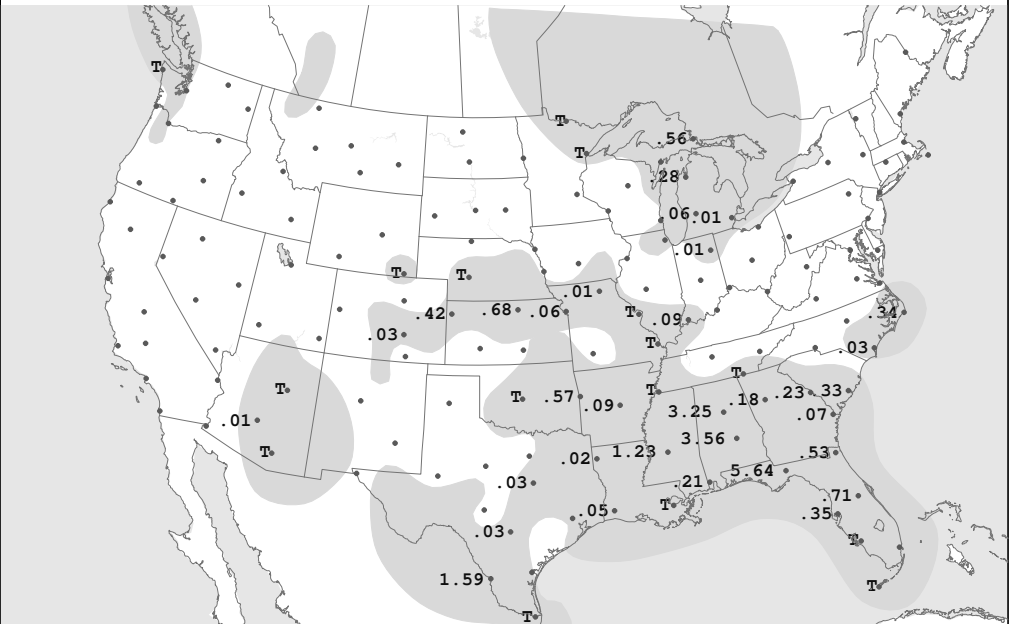 T
T
.56
T
.28
.06 .01
.01
T T
.01
.42 .68 .06 T .09 .34
.03
T .03
T
T T .57 T .18 .23 .33
.09 3.25 .07
.01
3.56
T 1.23 .53
.02
5.64
.03 .21
.71
T
.05 .35
.03
T
1.59
T
T